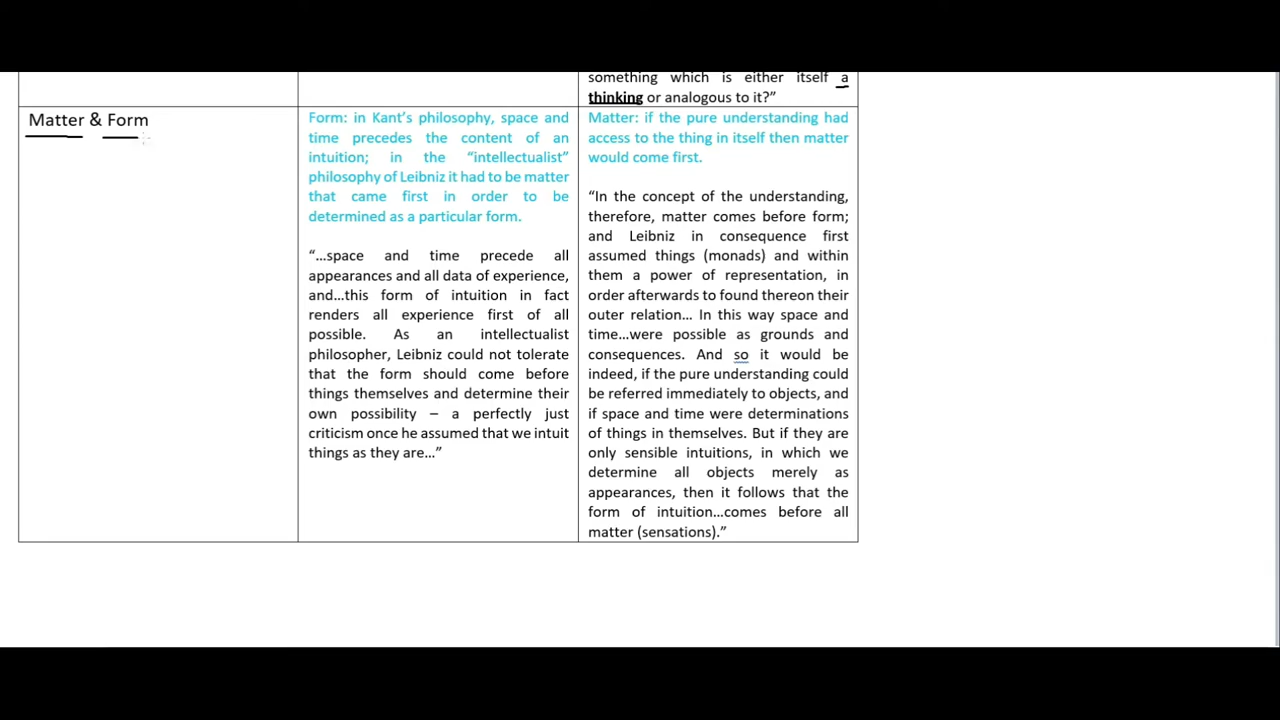 something which is either itself a
thinking or analogous to it?”
Matter & Form
Form: in Kant’s philosophy, space and
time precedes the content of an
intuition; in the “intellectualist”
philosophy of Leibniz it had to be matter
that came first in order to be
determined as a particular form.
“…space and time precede all
appearances and all data of experience,
and…this form of intuition in fact
renders all experience first of all
possible. As an intellectualist
philosopher, Leibniz could not tolerate
that the form should come before
things themselves and determine their
own possibility – a perfectly just
criticism once he assumed that we intuit
things as they are…”
Matter: if the pure understanding had
access to the thing in itself then matter
would come first.
“In the concept of the understanding,
therefore, matter comes before form;
and Leibniz in consequence first
assumed things (monads) and within
them a power of representation, in
order afterwards to found thereon their
outer relation… In this way space and
time…were possible as grounds and
consequences. And so it would be
indeed, if the pure understanding could
be referred immediately to objects, and
if space and time were determinations
of things in themselves. But if they are
only sensible intuitions, in which we
determine all objects merely as
appearances, then it follows that the
form of intuition…comes before all
matter (sensations).”